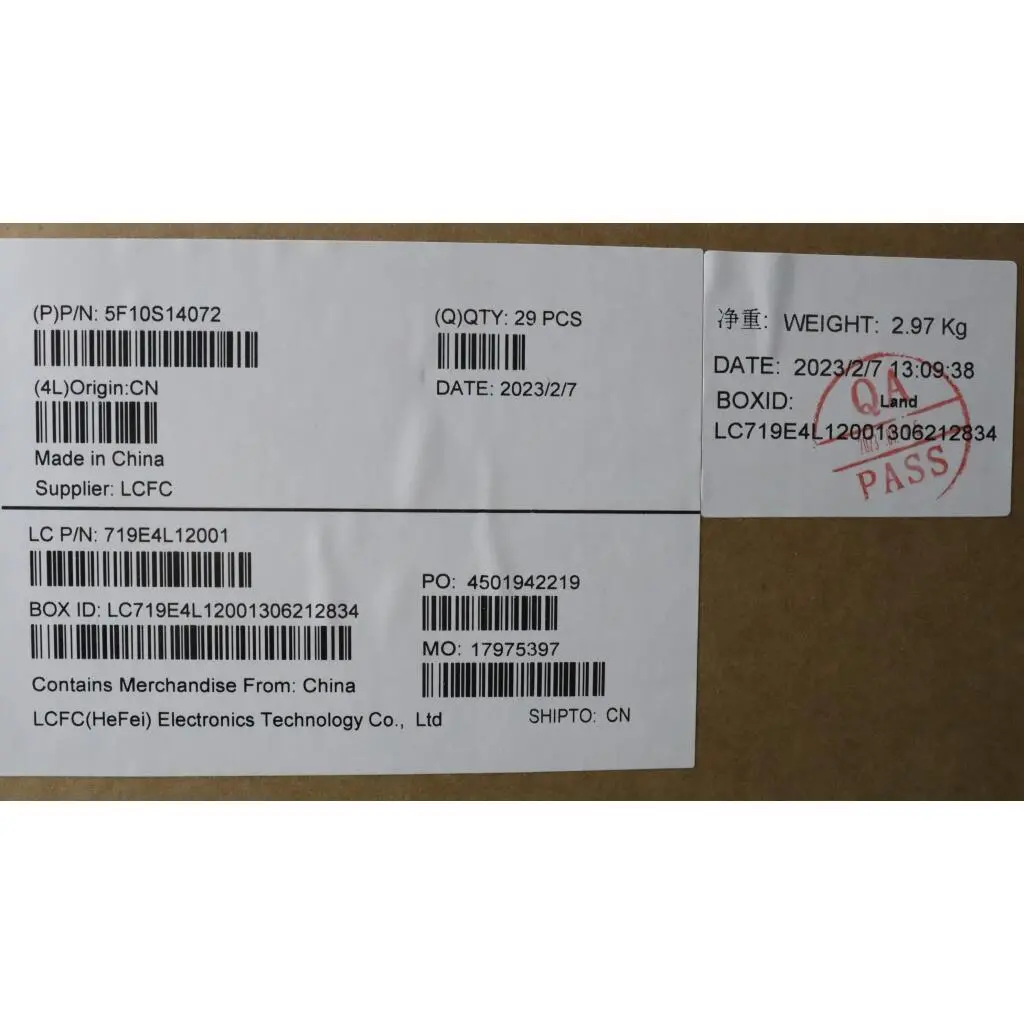 (P)P/N: 5F10S14072
(Q)QTY: 29 PCS
(4L)Origin:CN
DATE: 2023/2/7
Made in China
Supplier: LCFC
LC P/N: 719E4L12001
PO: 4501942219
BOX ID: LC719E4L12001306212834
MO: 17975397
Contains Merchandise From: China
LCFC(HeFei) Electronics Technology Co., Ltd
SHIPTO: CN
净重: WEIGHT: 2.97 Kg
DATE: 2023/2/7 13:09:38
BOXID: Land
LC719E4L12001306212834
QA
PASS